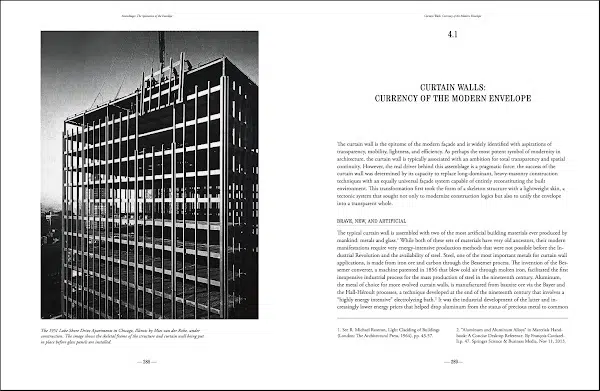 Assemblages: The Apparatus of the Envelope
Curtain Walls: Currency of the Modern Envelope
The 1951 Lake Shore Drive Apartments in Chicago, Illinois by Mies van der Rohe, under
construction. The image shows the skeletal frame of the structure and curtain wall being put
in place before glass panels are installed.
— 388 —
4.1
CURTAIN WALLS:
CURRENCY OF THE MODERN ENVELOPE
The curtain wall is the epitome of the modern façade and is widely identified with aspirations of
transparency, mobility, lightness, and efficiency. As perhaps the most potent symbol of modernity in
architecture, the curtain wall is typically associated with an ambition for total transparency and spatial
continuity. However, the real driver behind this assemblage is a pragmatic force: the success of the
curtain wall was determined by its capacity to replace long-dominant, heavy-masonry construction
techniques with an equally universal façade system capable of entirely reconstituting the built
environment. This transformation first took the form of a skeleton structure with a lightweight skin, a
tectonic system that sought not only to modernize construction logics but also to unify the envelope
into a transparent whole.
BRAVE, NEW, AND ARTIFICIAL
The typical curtain wall is assembled with two of the most artificial building materials ever produced by
mankind: metals and glass.¹ While both of these sets of materials have very old ancestors, their modern
manifestations require very energy-intensive production methods that were not possible before the In-
dustrial Revolution and the availability of steel. Steel, one of the most important metals for curtain wall
applications, is made from iron ore and carbon through the Bessemer process. The invention of the Bes-
semer converter, a machine patented in 1856 that blew cold air through molten iron, facilitated the first
inexpensive industrial process for the mass production of steel in the nineteenth century. Aluminum,
the metal of choice for more evolved curtain walls, is manufactured from bauxite ore via the Bayer and
the Hall-Héroult processes, a technique developed at the end of the nineteenth century that involves a
“highly energy intensive” electrolyzing bath.² It was the industrial development of the latter and in-
creasingly lower energy prices that helped drop aluminum from the status of precious metal to common
1. See R. Michael Rostron, Light Cladding of Buildings
(London: The Architectural Press, 1964), pp. 43-57.
2. “Aluminum and Aluminum Alloys,” in Materials Hand-
book: A Concise Desktop Reference. By François Cardarel-
li p. 47. Springer Science & Business Media, Nov 11, 2013.
— 389 —